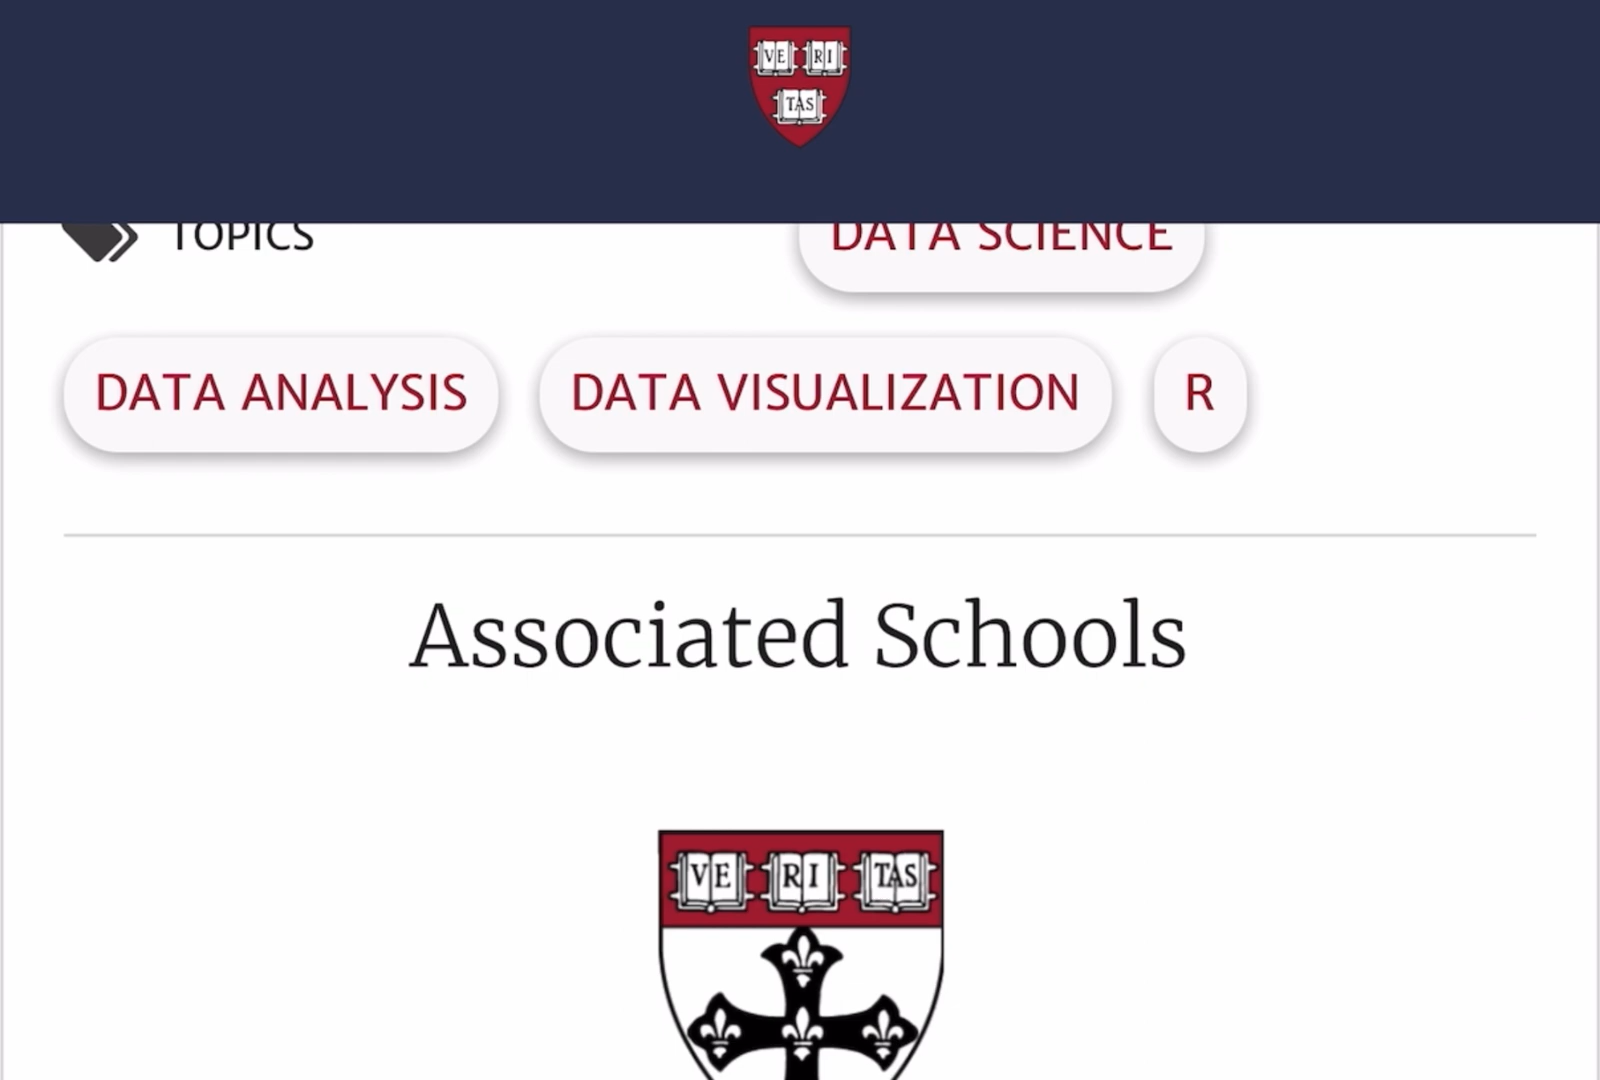 VE RI
TAS
TOPICS DATA SCIENCE
DATA ANALYSIS DATA VISUALIZATION R
Associated Schools
VE RI TAS